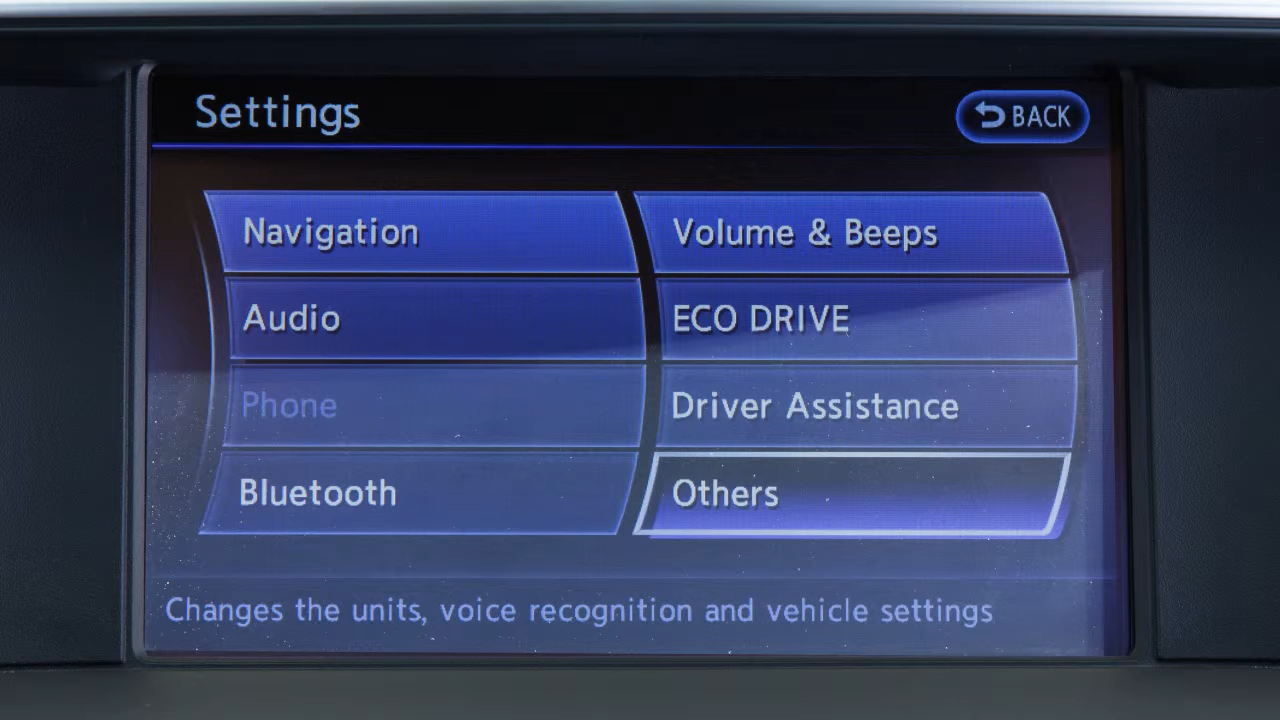 Settings
BACK
Navigation
Volume & Beeps
Audio
ECO DRIVE
Phone
Driver Assistance
Bluetooth
Others
Changes the units, voice recognition and vehicle settings